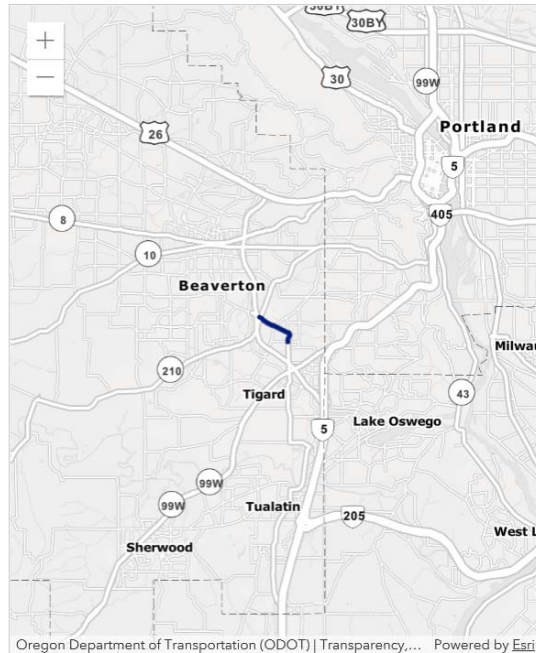 30BY
30BY
30
99W
26
Portland
5
8
405
10
Beaverton
210
43
Tigard
Lake Oswego
5
99W
99W
Tualatin
205
Sherwood
West L
Milwau
Oregon Department of Transportation (ODOT) | Transparency,... Powered by Esri